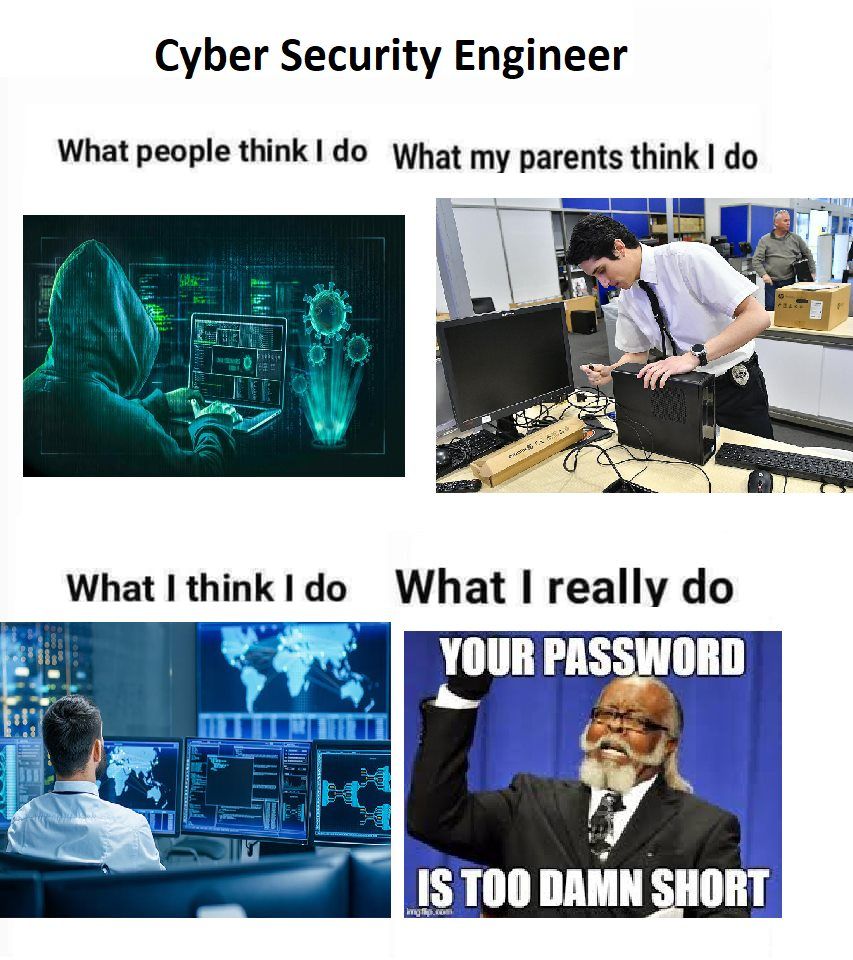 Cyber Security Engineer
What people think I do
What my parents think I do
What I think I do
What I really do
YOUR PASSWORD
IS TOO DAMN SHORT
imgflip.com